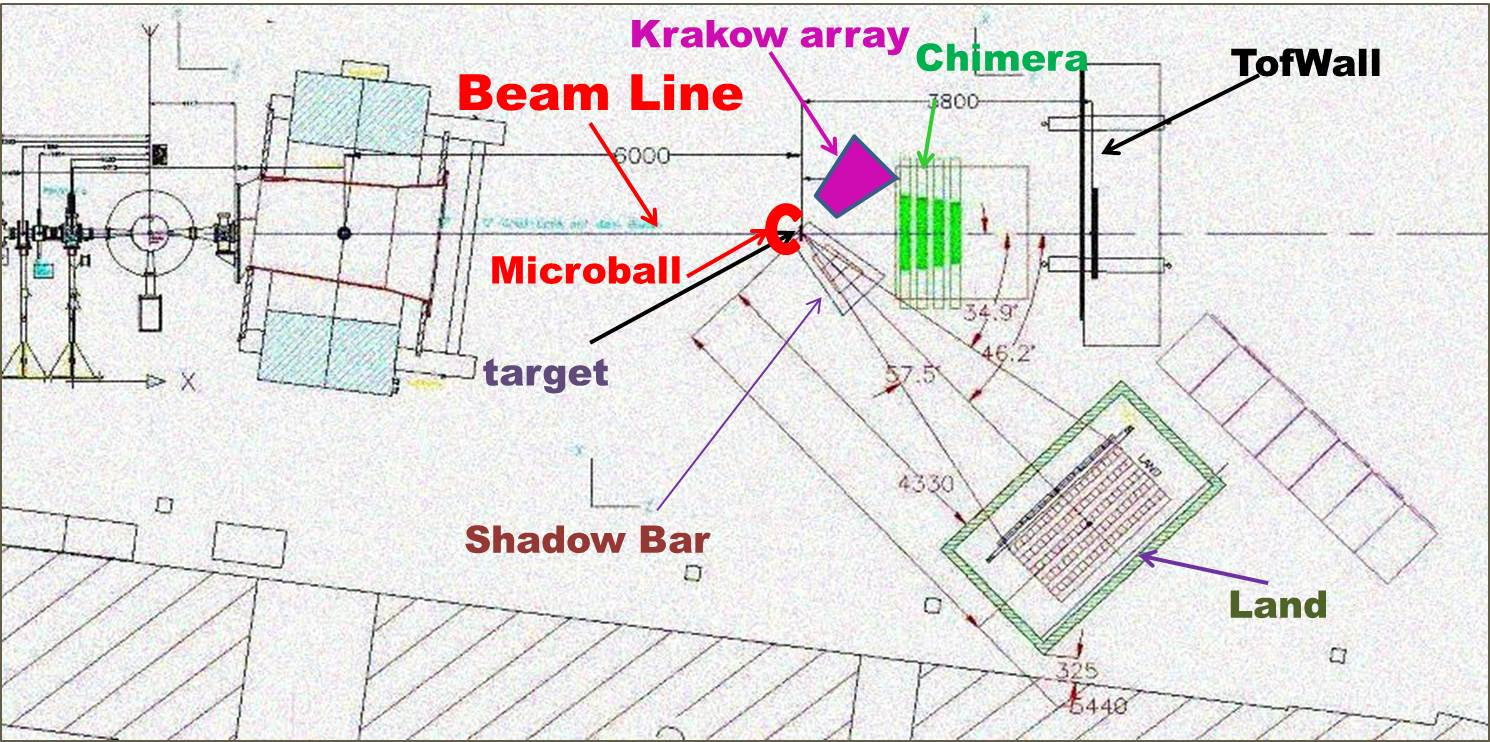 Krakow array
Chimera
TofWall
Beam Line
3800
6000
Microball
34.9°
46.2°
57.5°
target
X
4330
LAND
Shadow Bar
Land
325
5440